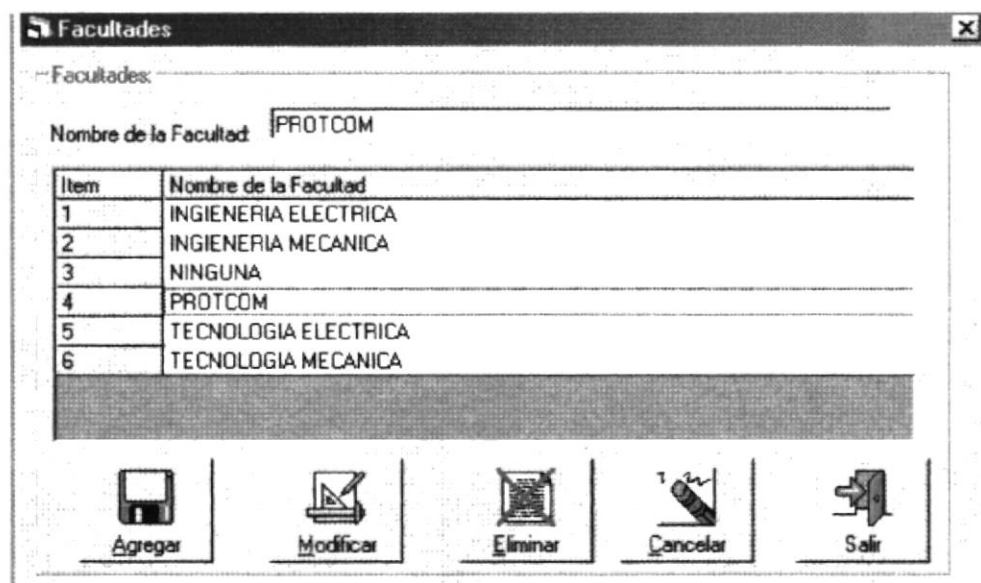 Facultades
Facultades:
Nombre de la Facultad: PROTCOM
Item Nombre de la Facultad
1 INGIENERIA ELECTRICA
2 INGIENERIA MECANICA
3 NINGUNA
4 PROTCOM
5 TECNOLOGIA ELECTRICA
6 TECNOLOGIA MECANICA
Agregar Modificar Eliminar Cancelar Salir